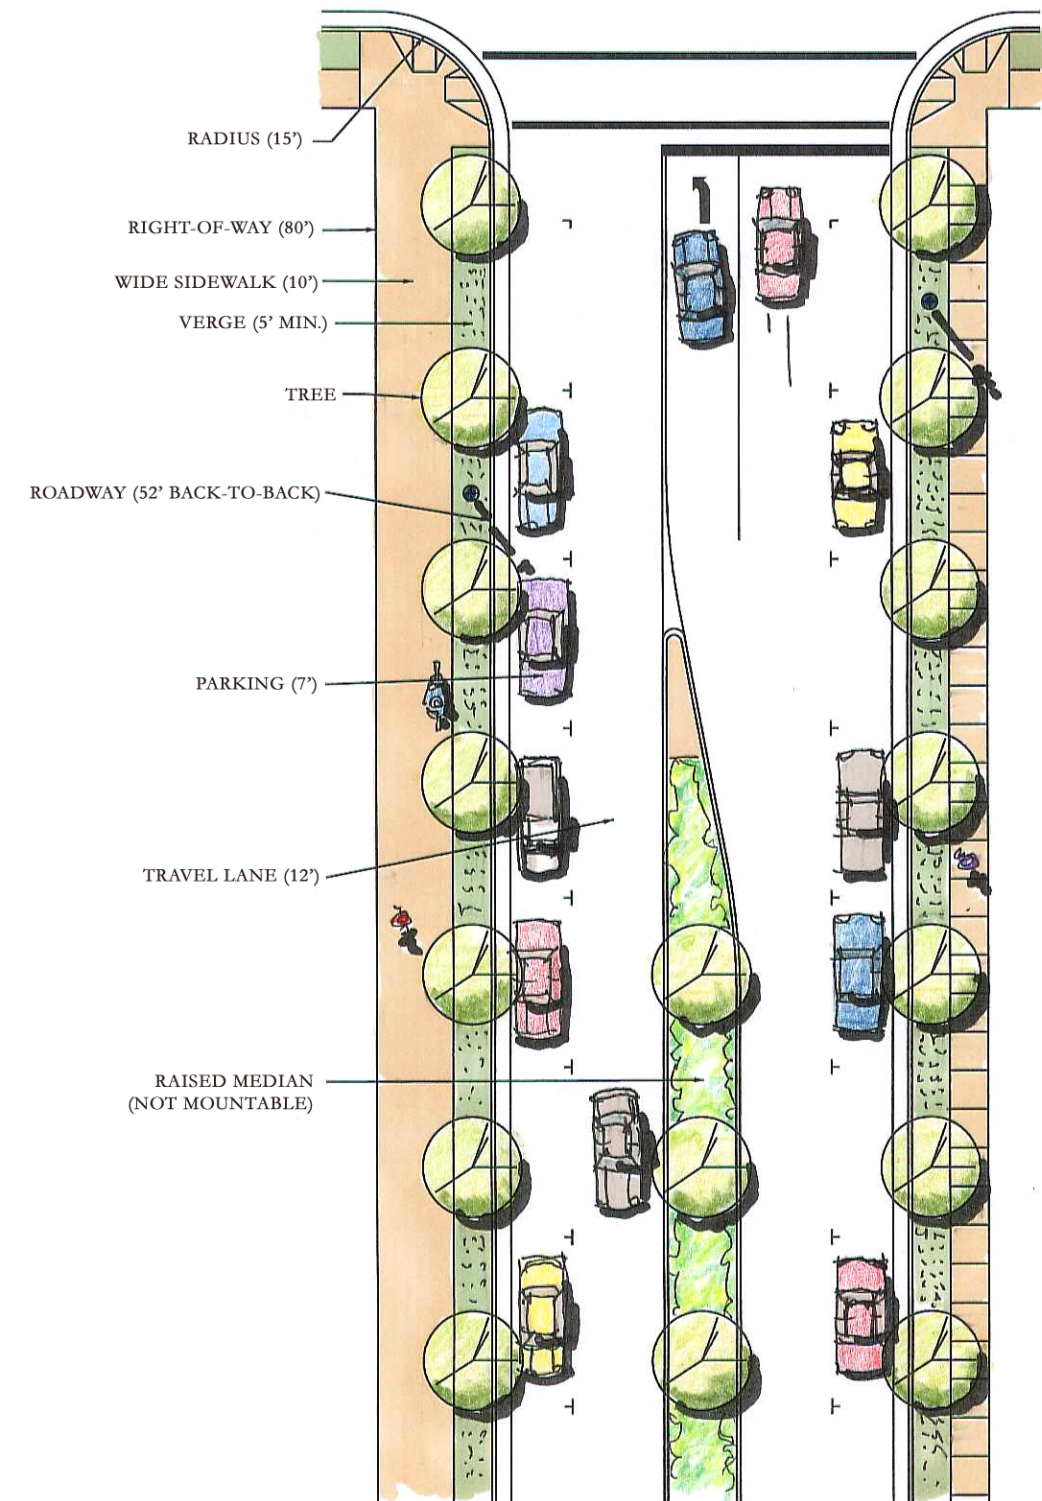 RADIUS (15’)
RIGHT-OF-WAY (80’)
WIDE SIDEWALK (10’)
VERGE (5’ MIN.)
TREE
ROADWAY (52’ BACK-TO-BACK)
PARKING (7’)
TRAVEL LANE (12’)
RAISED MEDIAN
(NOT MOUNTABLE)